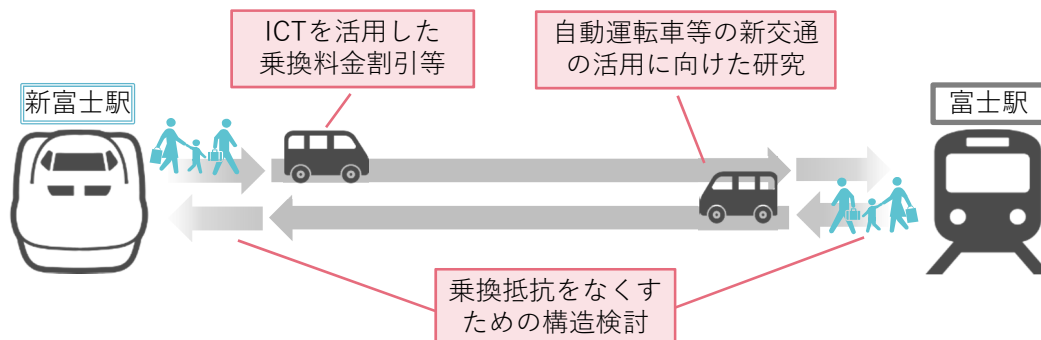 ICTを活用した
乗換料金割引等
自動運転車等の新交通
の活用に向けた研究
新富士駅
富士駅
乗換抵抗をなくす
ための構造検討